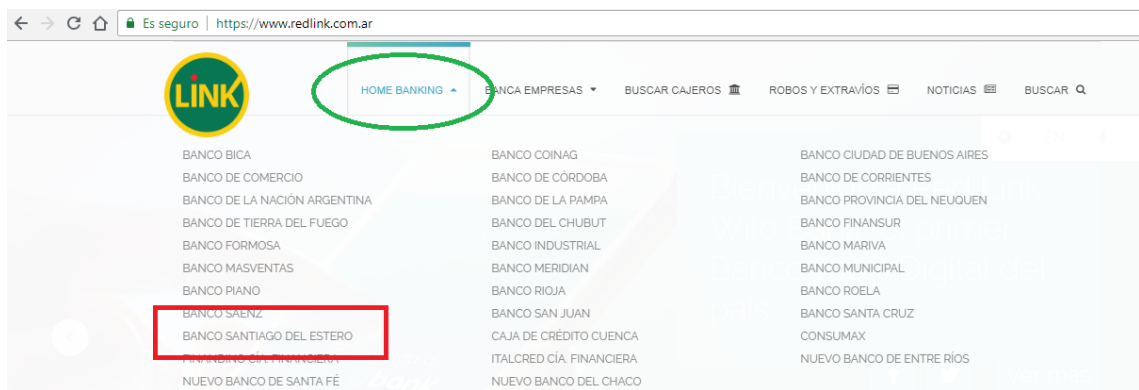 Es seguro | https://www.redlink.com.ar
LINK
HOME BANKING
BANCA EMPRESAS
BUSCAR CAJEROS
ROBOS Y EXTRAVÍOS
NOTICIAS
BUSCAR
BANCO BICA
BANCO COINAG
BANCO CIUDAD DE BUENOS AIRES
BANCO DE COMERCIO
BANCO DE CÓRDOBA
BANCO DE CORRIENTES
BANCO DE LA NACIÓN ARGENTINA
BANCO DE LA PAMPA
BANCO PROVINCIA DEL NEUQUEN
BANCO DE TIERRA DEL FUEGO
BANCO DEL CHUBUT
BANCO FINANSUR
BANCO FORMOSA
BANCO INDUSTRIAL
BANCO MARIVA
BANCO MASVENTAS
BANCO MERIDIAN
BANCO MUNICIPAL
BANCO PIANO
BANCO RIOJA
BANCO ROELA
BANCO SAENZ
BANCO SAN JUAN
BANCO SANTA CRUZ
BANCO SANTIAGO DEL ESTERO
CAJA DE CRÉDITO CUENCA
CONSUMAX
CÍA. FINANCIERA
ITALCRED CÍA. FINANCIERA
NUEVO BANCO DE ENTRE RÍOS
NUEVO BANCO DE SANTA FÉ
NUEVO BANCO DEL CHACO